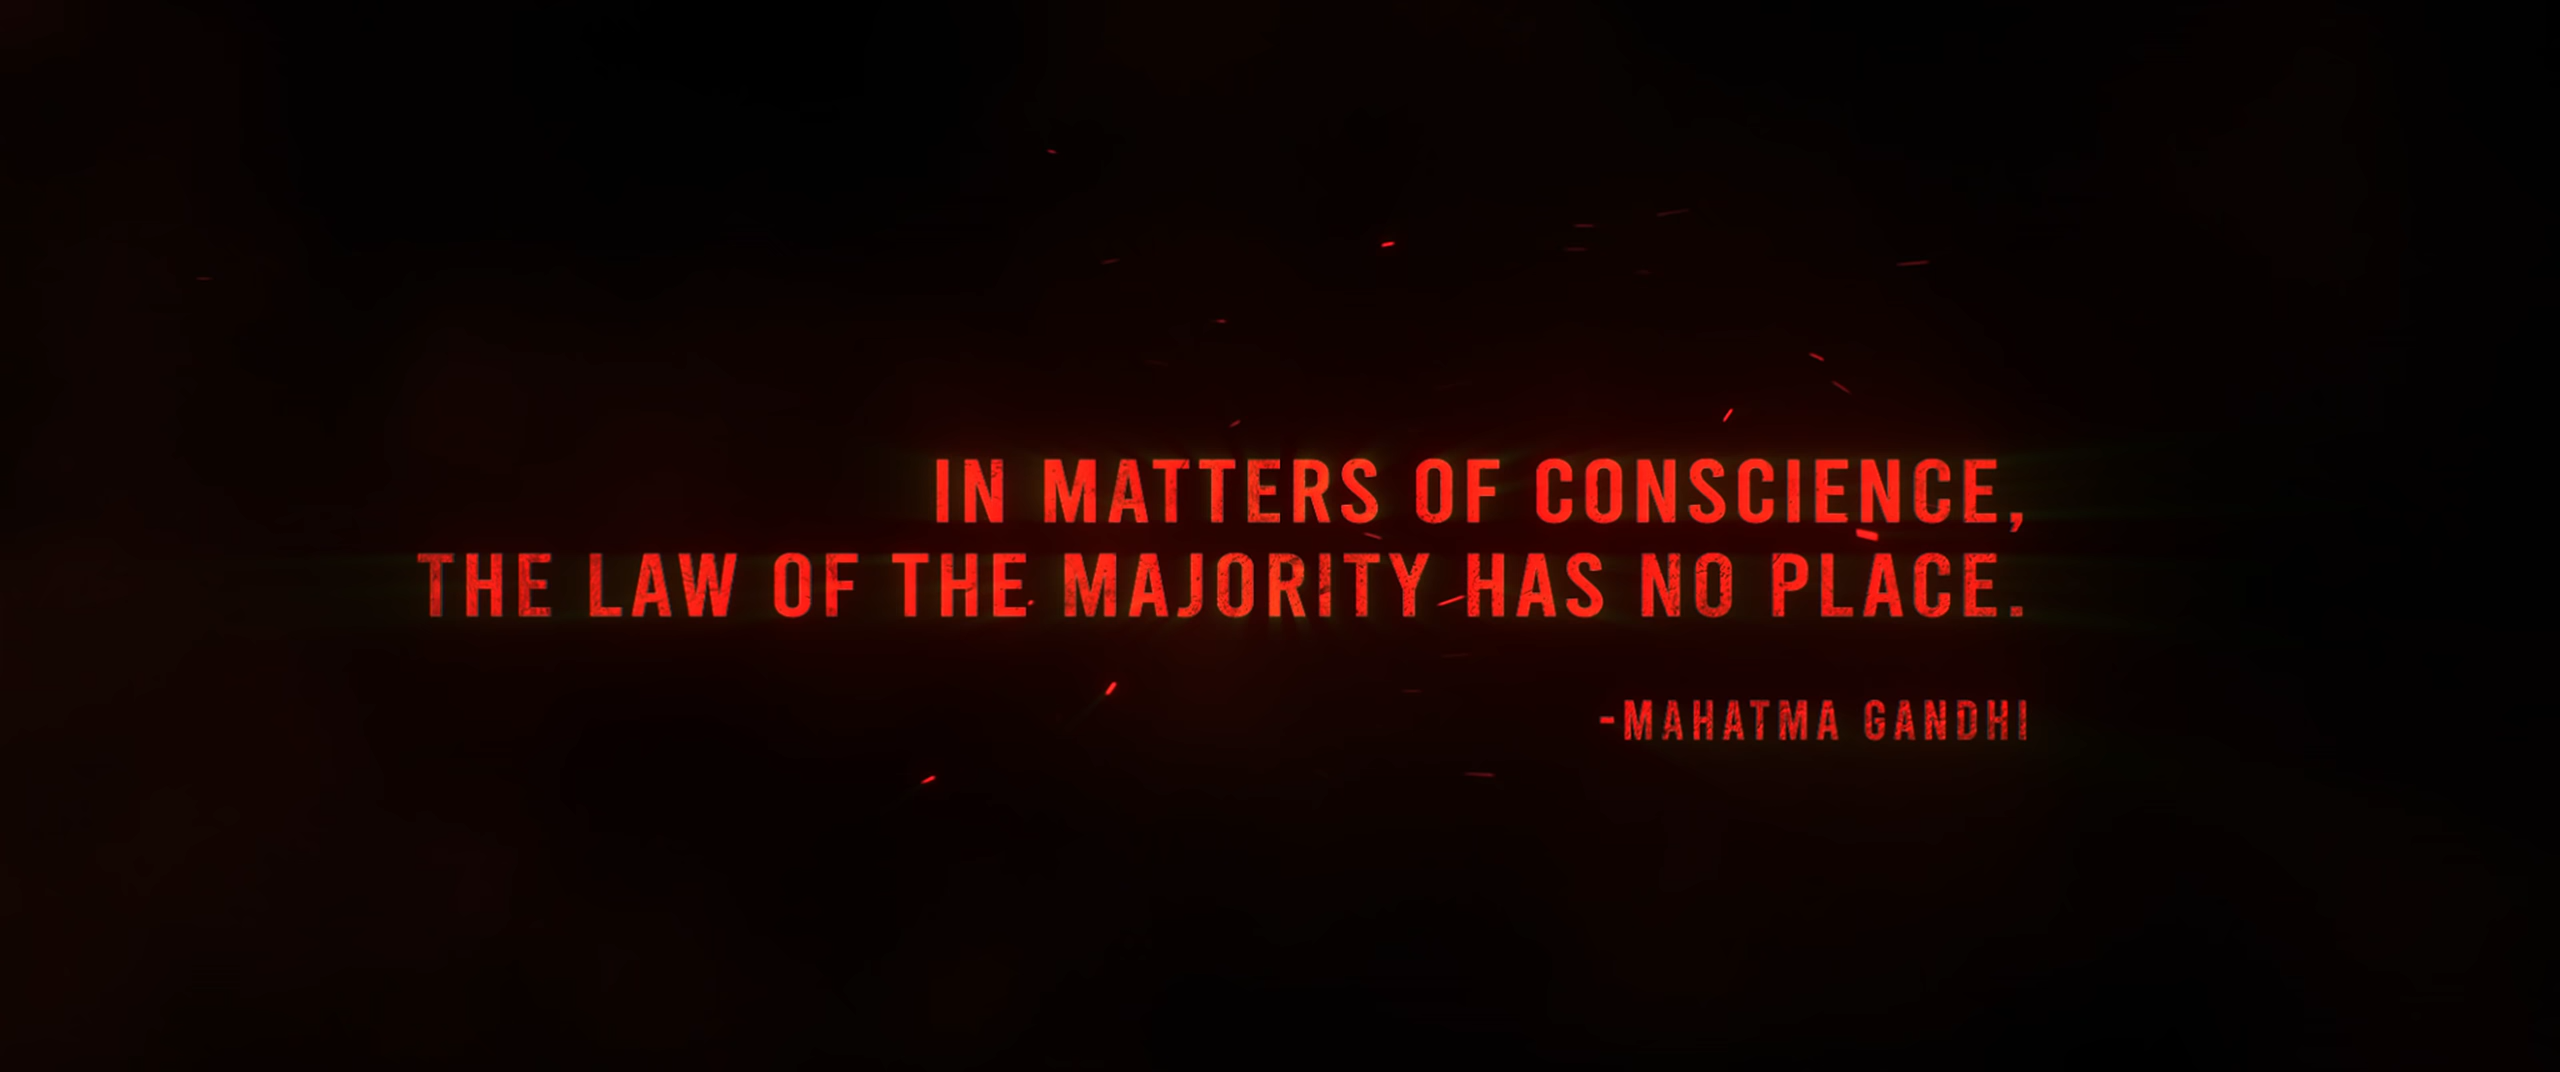 IN MATTERS OF CONSCIENCE,
THE LAW OF THE MAJORITY HAS NO PLACE.
-MAHATMA GANDHI